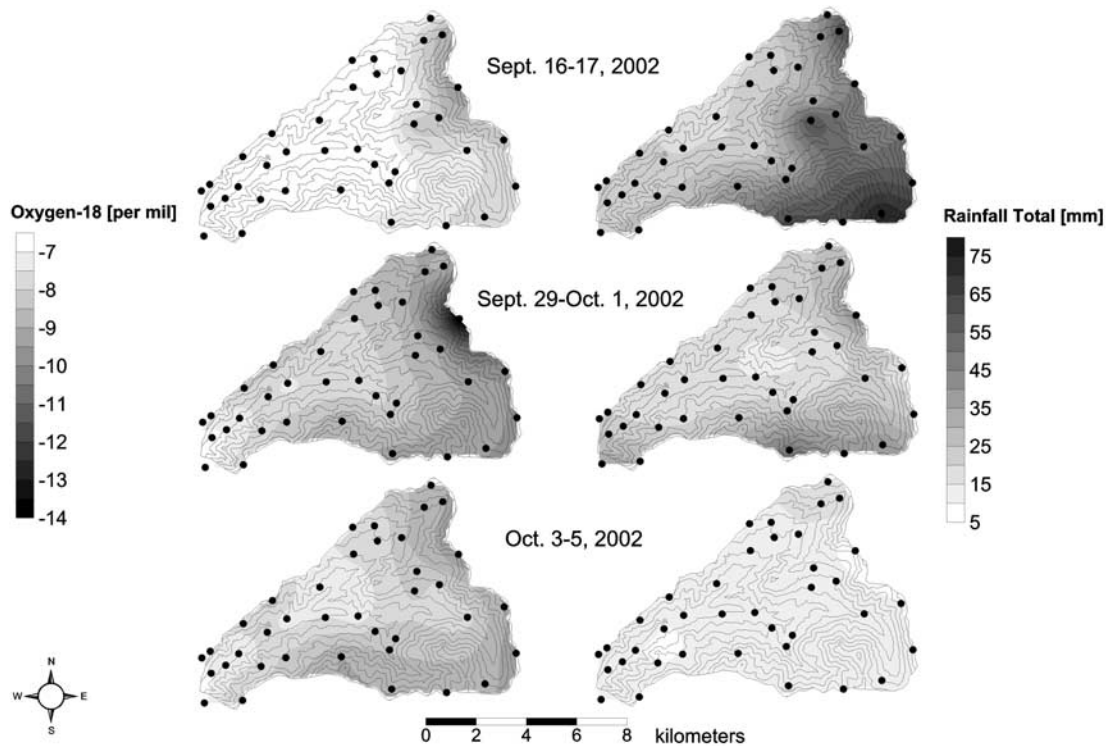 Sept. 16-17, 2002
Oxygen-18 [per mil]
-7
-8
-9
-10
-11
-12
-13
-14
Rainfall Total [mm]
75
65
55
45
35
25
15
5
Sept. 29-Oct. 1, 2002
Oct. 3-5, 2002
N
W
E
S
0 2 4 6 8
kilometers